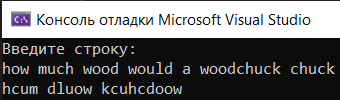 Консоль отладки Microsoft Visual Studio
Введите строку:
how much wood would a woodchuck chuck
hcum dluow kcuhcdoow